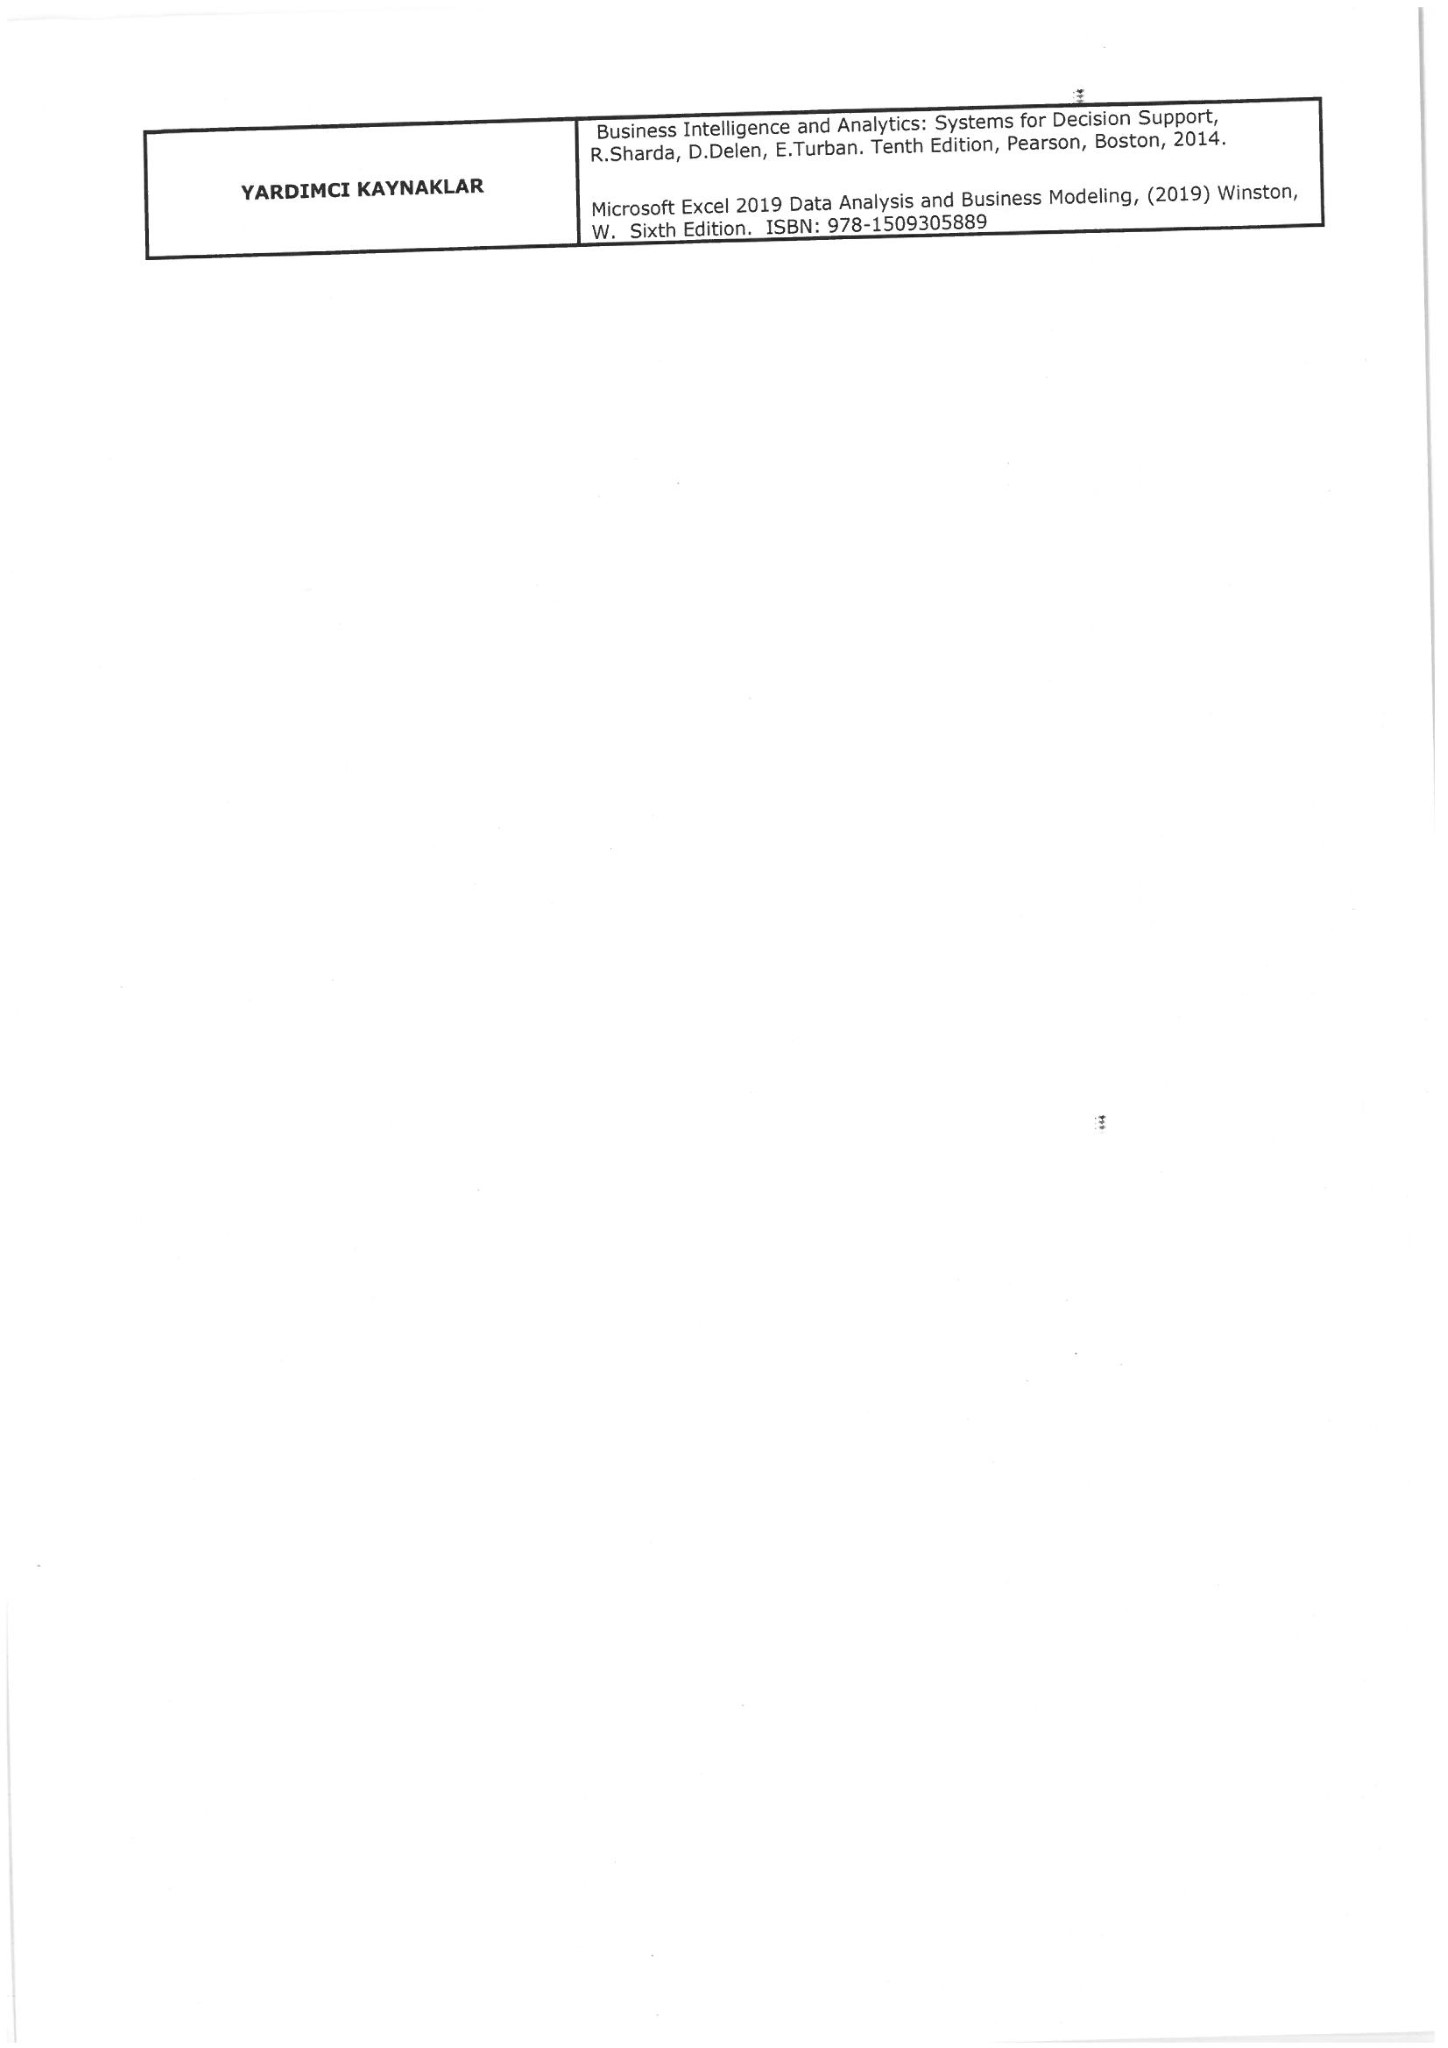 YARDIMCI KAYNAKLAR
Business Intelligence and Analytics: Systems for Decision Support,
R.Sharda, D.Delen, E.Turban. Tenth Edition, Pearson, Boston, 2014.
Microsoft Excel 2019 Data Analysis and Business Modeling, (2019) Winston,
W. Sixth Edition. ISBN: 978-1509305889